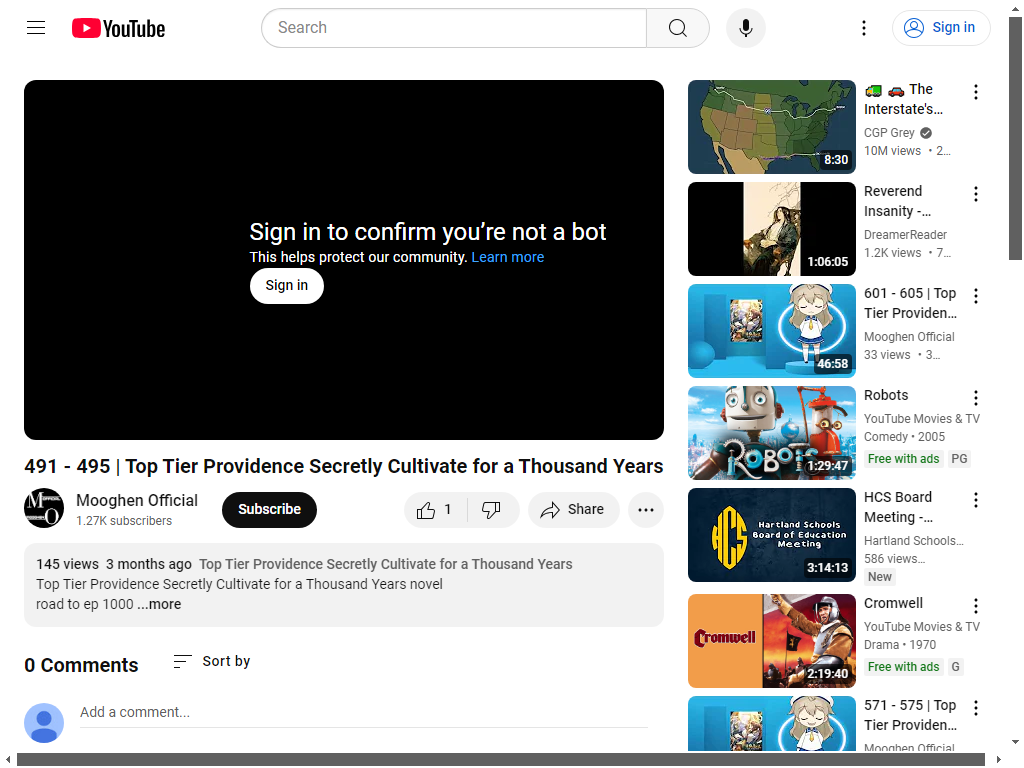 YouTube
Search
Sign in
Sign in to confirm you’re not a bot
This helps protect our community. Learn more
Sign in
491 - 495 | Top Tier Providence Secretly Cultivate for a Thousand Years
Mooghen Official
1.27K subscribers
Subscribe
1
Share
145 views 3 months ago Top Tier Providence Secretly Cultivate for a Thousand Years
Top Tier Providence Secretly Cultivate for a Thousand Years novel
road to ep 1000 ...more
0 Comments
Sort by
Add a comment...
8:30
The
Interstate's...
CGP Grey
10M views • 2...
1:06:05
Reverend
Insanity -...
DreamerReader
1.2K views • 7...
46:58
601 - 605 | Top
Tier Providen...
Mooghen Official
33 views • 3...
ROBOTS
1:29:47
Robots
YouTube Movies & TV
Comedy • 2005
Free with ads PG
HCS
Hartland Schools
Board of Education
Meeting
3:14:13
HCS Board
Meeting -...
Hartland Schools...
586 views...
New
Cromwell
2:19:40
Cromwell
YouTube Movies & TV
Drama • 1970
Free with ads G
571 - 575 | Top
Tier Providen...
Mooghen Official